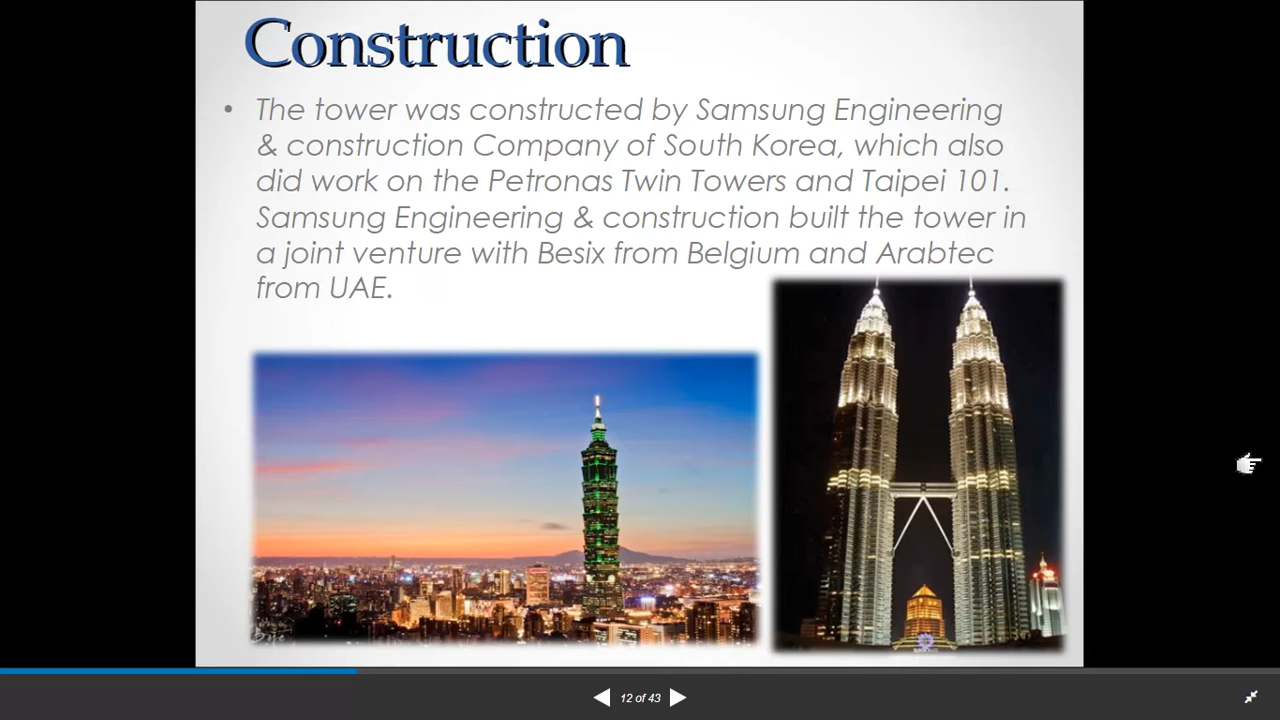 Construction
• The tower was constructed by Samsung Engineering
& construction Company of South Korea, which also
did work on the Petronas Twin Towers and Taipei 101.
Samsung Engineering & construction built the tower in
a joint venture with Besix from Belgium and Arabtec
from UAE.
12 of 43